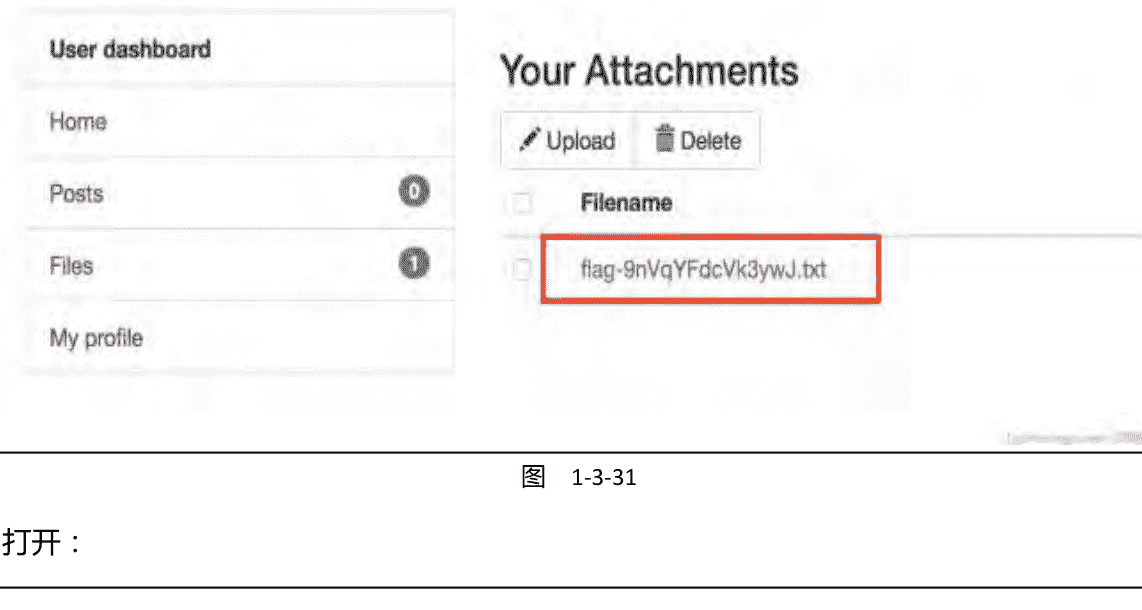 User dashboard
Home
Posts 0
Files 1
My profile
Your Attachments
Upload Delete
Filename
flag-9nVqYFdcVk3ywJ.txt
图 1-3-31
打开：